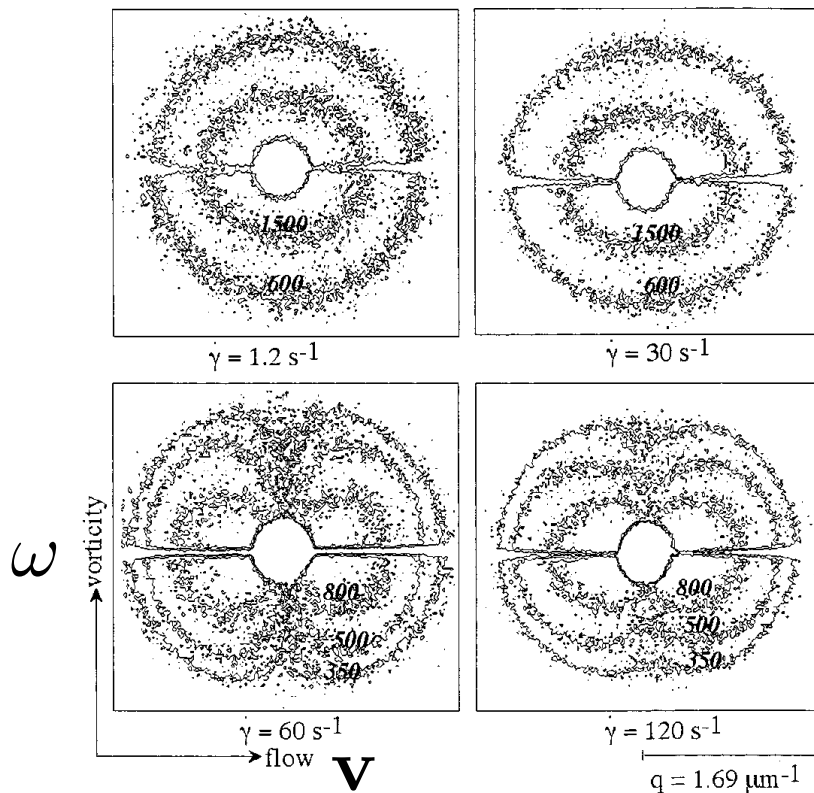 1500
600
γ̇ = 1.2 s⁻¹
1500
600
γ̇ = 30 s⁻¹
ω
vorticity
800
500
350
γ̇ = 60 s⁻¹
flow
v
800
500
350
γ̇ = 120 s⁻¹
q = 1.69 μm⁻¹